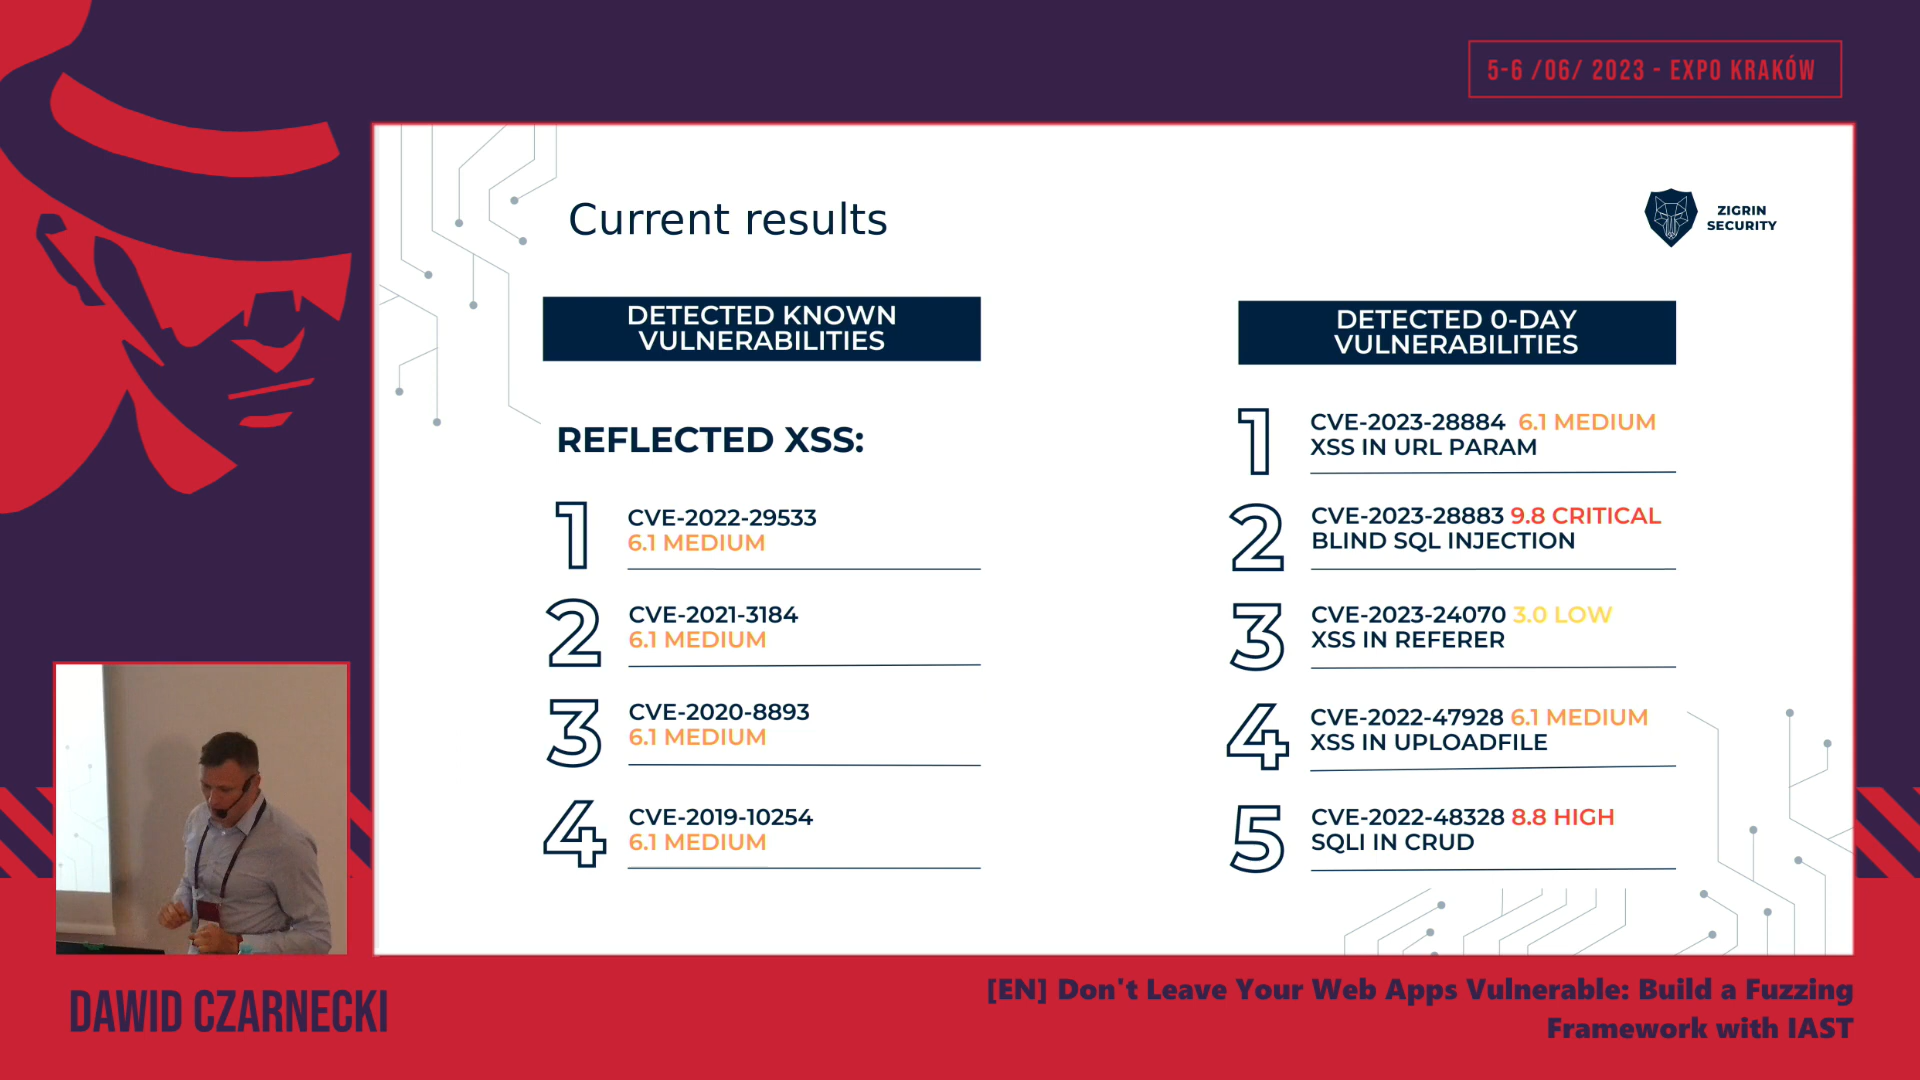 5-6 /06/ 2023 - EXPO KRAKÓW
Current results
ZIGRIN
SECURITY
DETECTED KNOWN
VULNERABILITIES
REFLECTED XSS:
1
CVE-2022-29533
6.1 MEDIUM
2
CVE-2021-3184
6.1 MEDIUM
3
CVE-2020-8893
6.1 MEDIUM
4
CVE-2019-10254
6.1 MEDIUM
DETECTED 0-DAY
VULNERABILITIES
1
CVE-2023-28884 6.1 MEDIUM
XSS IN URL PARAM
2
CVE-2023-28883 9.8 CRITICAL
BLIND SQL INJECTION
3
CVE-2023-24070 3.0 LOW
XSS IN REFERER
4
CVE-2022-47928 6.1 MEDIUM
XSS IN UPLOADFILE
5
CVE-2022-48328 8.8 HIGH
SQLI IN CRUD
DAWID CZARNECKI
[EN] Don't Leave Your Web Apps Vulnerable: Build a Fuzzing
Framework with IAST